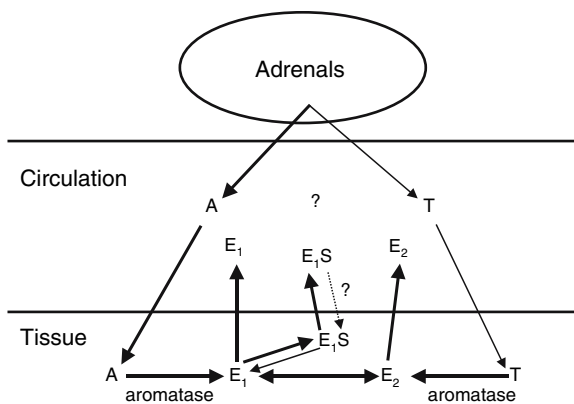 Adrenals
Circulation
A ? T
E₁ E₁S E₂
?
Tissue
E₁S
A E₁ E₂ T
aromatase aromatase